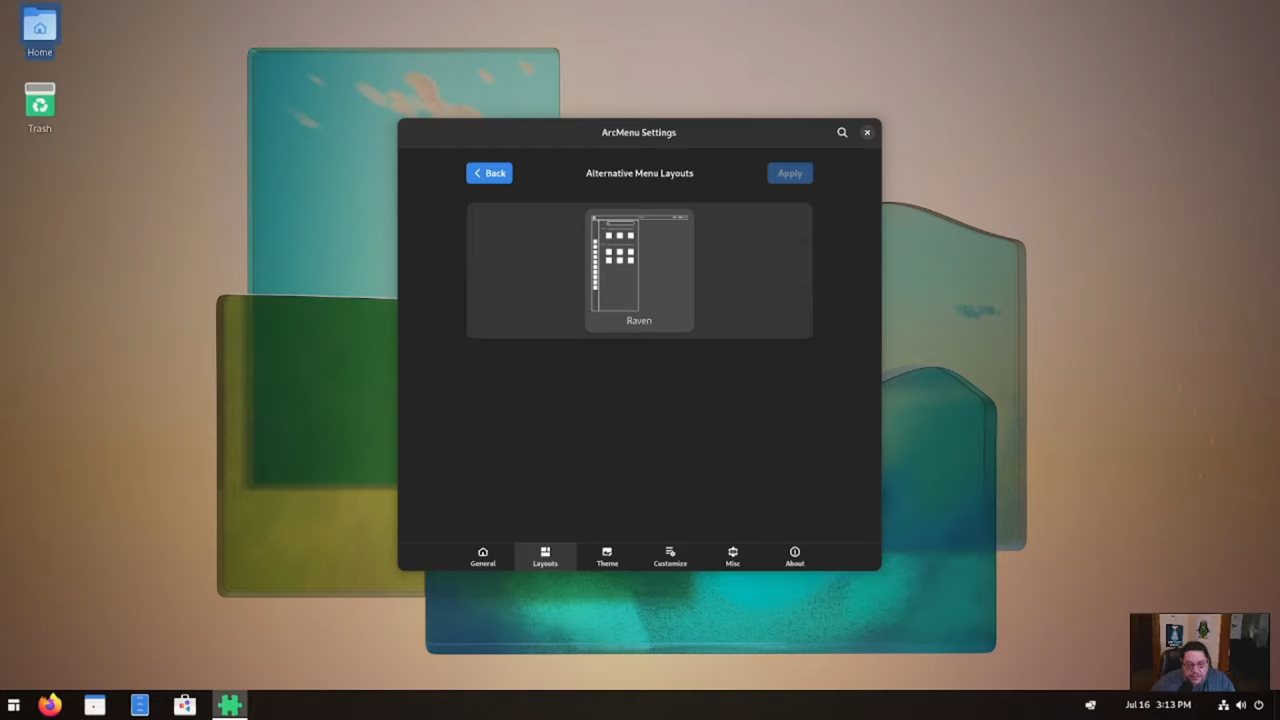 Home
Trash
ArcMenu Settings
Back
Alternative Menu Layouts
Apply
Raven
General
Layouts
Theme
Customize
Misc
About
Jul 16 3:13 PM